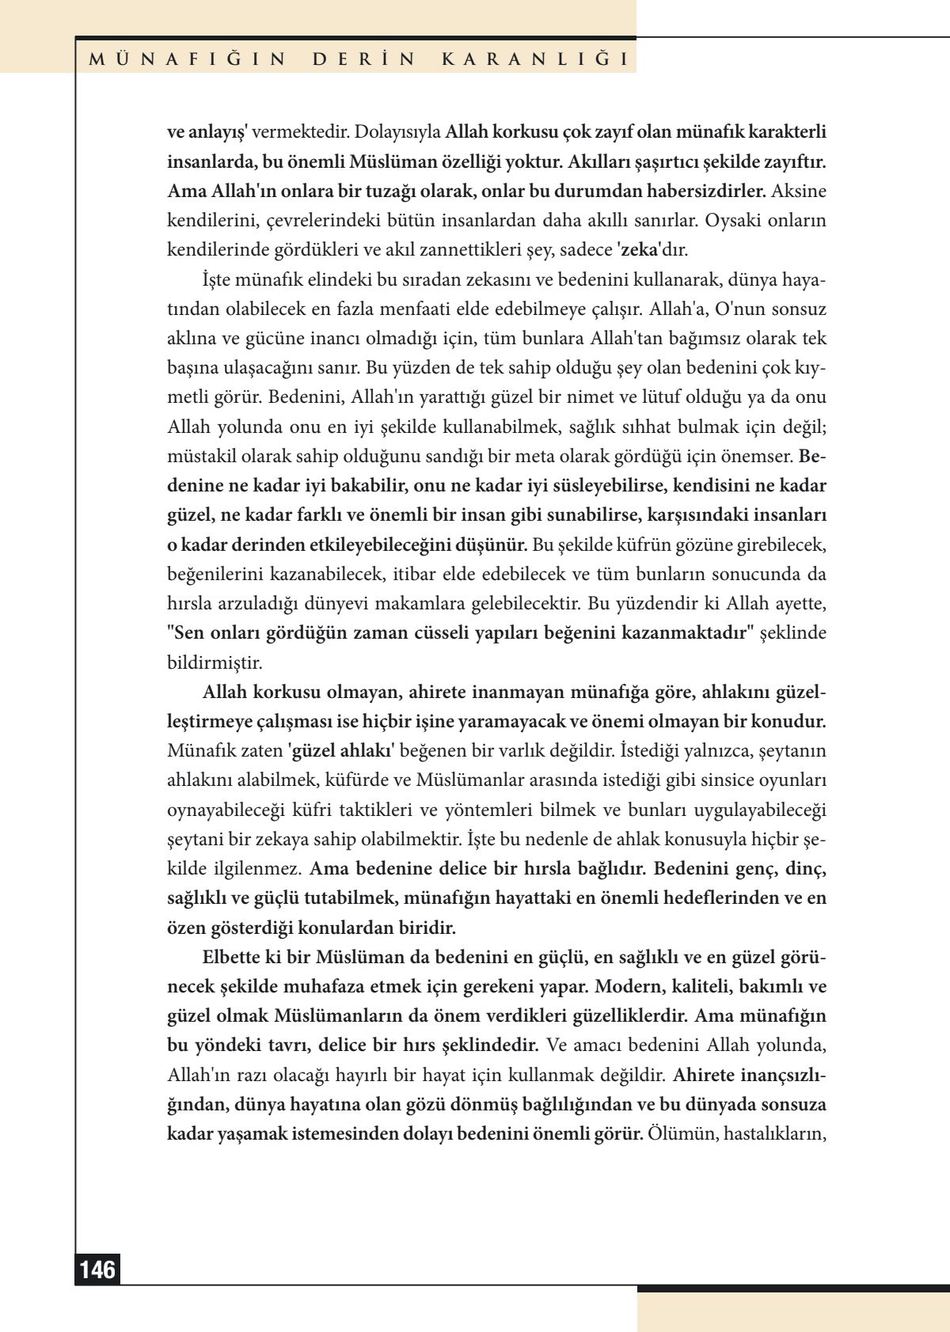 MÜNAFIĞIN DERİN KARANLIĞI
ve anlayış' vermektedir. Dolayısıyla Allah korkusu çok zayıf olan münafık karakterli
insanlarda, bu önemli Müslüman özelliği yoktur. Akılları şaşırtıcı şekilde zayıftır.
Ama Allah'ın onlara bir tuzağı olarak, onlar bu durumdan habersizdirler. Aksine
kendilerini, çevrelerindeki bütün insanlardan daha akıllı sanırlar. Oysaki onların
kendilerinde gördükleri ve akıl zannettikleri şey, sadece 'zeka'dır.
İşte münafık elindeki bu sıradan zekasını ve bedenini kullanarak, dünya haya-
tından olabilecek en fazla menfaati elde edebilmeye çalışır. Allah'a, O'nun sonsuz
aklına ve gücüne inancı olmadığı için, tüm bunlara Allah'tan bağımsız olarak tek
başına ulaşacağını sanır. Bu yüzden de tek sahip olduğu şey olan bedenini çok kıy-
metli görür. Bedenini, Allah'ın yarattığı güzel bir nimet ve lütuf olduğu ya da onu
Allah yolunda onu en iyi şekilde kullanabilmek, sağlık sıhhat bulmak için değil;
müstakil olarak sahip olduğunu sandığı bir meta olarak gördüğü için önemser. Be-
denine ne kadar iyi bakabilir, onu ne kadar iyi süsleyebilirse, kendisini ne kadar
güzel, ne kadar farklı ve önemli bir insan gibi sunabilirse, karşısındaki insanları
o kadar derinden etkileyebileceğini düşünür. Bu şekilde küfrün gözüne girebilecek,
beğenilerini kazanabilecek, itibar elde edebilecek ve tüm bunların sonucunda da
hırsla arzuladığı dünyevi makamlara gelebilecektir. Bu yüzdendir ki Allah ayette,
"Sen onları gördüğün zaman cüsseli yapıları beğenini kazanmaktadır" şeklinde
bildirmiştir.
Allah korkusu olmayan, ahirete inanmayan münafığa göre, ahlakını güzel-
leştirmeye çalışması ise hiçbir işine yaramayacak ve önemi olmayan bir konudur.
Münafık zaten 'güzel ahlakı' beğenen bir varlık değildir. İstediği yalnızca, şeytanın
ahlakını alabilmek, küfürde ve Müslümanlar arasında istediği gibi sinsice oyunları
oynayabileceği küfri taktikleri ve yöntemleri bilmek ve bunları uygulayabileceği
şeytani bir zekaya sahip olabilmektir. İşte bu nedenle de ahlak konusuyla hiçbir şe-
kilde ilgilenmez. Ama bedenine delice bir hırsla bağlıdır. Bedenini genç, dinç,
sağlıklı ve güçlü tutabilmek, münafığın hayattaki en önemli hedeflerinden ve en
özen gösterdiği konulardan biridir.
Elbette ki bir Müslüman da bedenini en güçlü, en sağlıklı ve en güzel görü-
necek şekilde muhafaza etmek için gerekeni yapar. Modern, kaliteli, bakımlı ve
güzel olmak Müslümanların da önem verdikleri güzelliklerdir. Ama münafığın
bu yöndeki tavrı, delice bir hırs şeklindedir. Ve amacı bedenini Allah yolunda,
Allah'ın razı olacağı hayırlı bir hayat için kullanmak değildir. Ahirete inançsızlı-
ğından, dünya hayatına olan gözü dönmüş bağlılığından ve bu dünyada sonsuza
kadar yaşamak istemesinden dolayı bedenini önemli görür. Ölümün, hastalıkların,
146